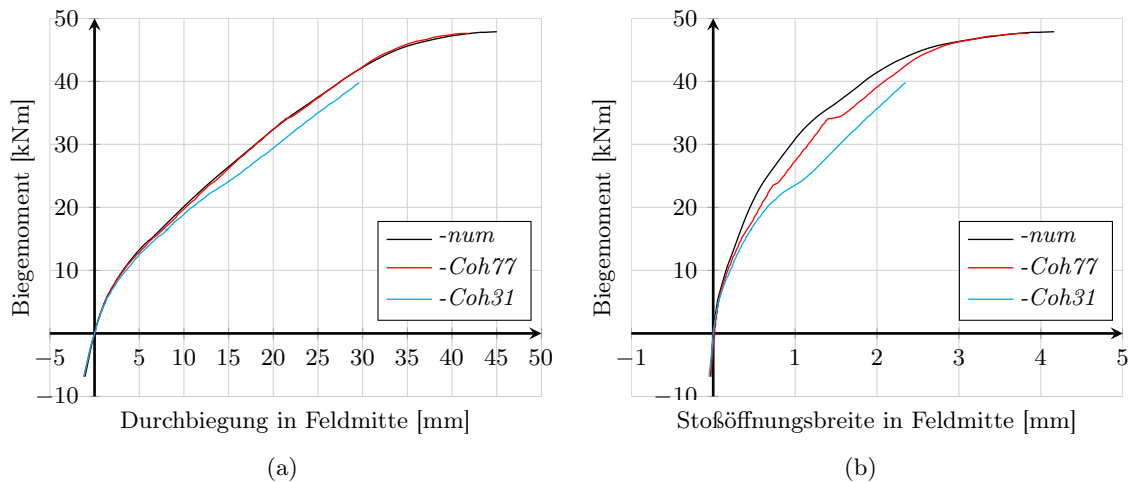 50
40
30
20
10
−10
−5
5
10
15
20
25
30
35
40
45
50
Biegemoment [kNm]
Durchbiegung in Feldmitte [mm]
-num
-Coh77
-Coh31
(a)
50
40
30
20
10
−10
−1
1
2
3
4
5
Biegemoment [kNm]
Stoßöffnungsbreite in Feldmitte [mm]
-num
-Coh77
-Coh31
(b)